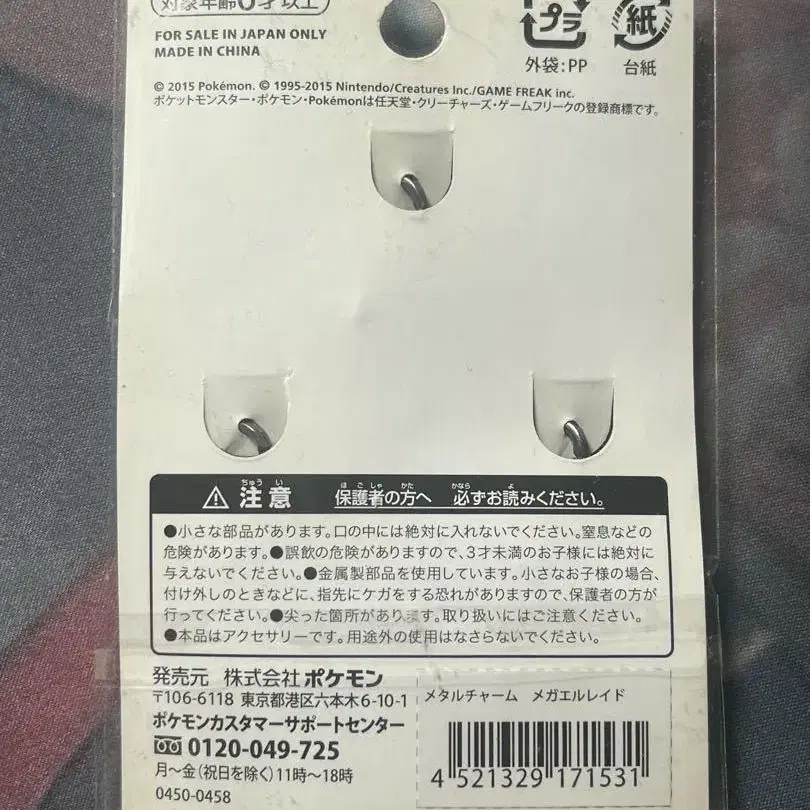 対象年齢6才以上
FOR SALE IN JAPAN ONLY
MADE IN CHINA
プラ
外袋:PP
紙
台紙
© 2015 Pokémon. © 1995-2015 Nintendo/Creatures Inc./GAME FREAK inc.
ポケットモンスター・ポケモン・Pokémonは任天堂・クリーチャーズ・ゲームフリークの登録商標です。
注意 保護者の方へ 必ずお読みください。
ちゅう い ほ ご しゃ かた かなら よ
●小さな部品があります。口の中には絶対に入れないでください。窒息などの
危険があります。●誤飲の危険がありますので、3才未満のお子様には絶対に
与えないでください。●金属製部品を使用しています。小さなお子様の場合、
付け外しのときなどに、指先にケガをする恐れがありますので、保護者の方が
行ってください。●尖った箇所があります。取り扱いにはご注意ください。
●本品はアクセサリーです。用途外の使用はなさらないでください。
発売元 株式会社ポケモン
〒106-6118 東京都港区六本木6-10-1
ポケモンカスタマーサポートセンター
0120-049-725
月〜金(祝日を除く)11時〜18時
0450-0458
メタルチャーム メガエルレイド
4 521329 171531